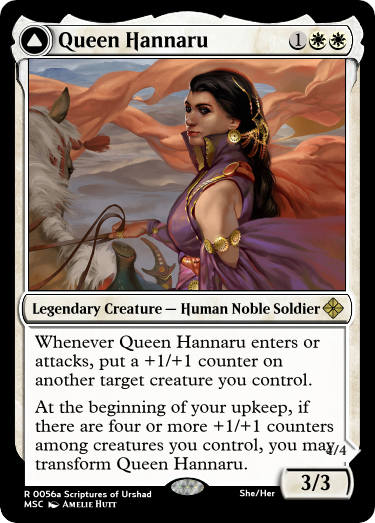 Queen Hannaru 1
Legendary Creature — Human Noble Soldier
Whenever Queen Hannaru enters or
attacks, put a +1/+1 counter on
another target creature you control.
At the beginning of your upkeep, if
there are four or more +1/+1 counters
among creatures you control, you may
transform Queen Hannaru.
4/4
3/3
R 0056a Scriptures of Urshad She/Her
MSC Amelie Hutt